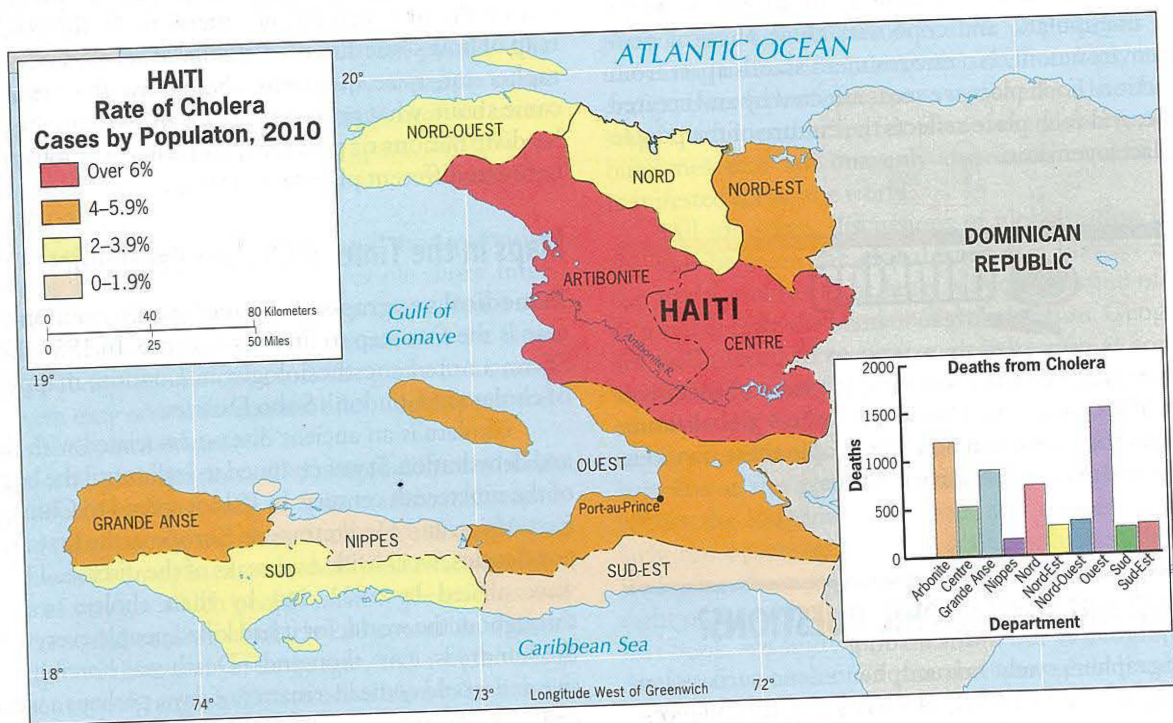 HAITI
Rate of Cholera
Cases by Populaton, 2010
Over 6%
4–5.9%
2–3.9%
0–1.9%
0 40 80 Kilometers
0 25 50 Miles
ATLANTIC OCEAN
20°
NORD-OUEST
NORD
NORD-EST
DOMINICAN
REPUBLIC
ARTIBONITE
HAITI
CENTRE
Gulf of
Gonave
Artibonite R.
19°
OUEST
Port-au-Prince
GRANDE ANSE
NIPPES
SUD
SUD-EST
Caribbean Sea
18°
74°
73°
Longitude West of Greenwich
72°
Deaths from Cholera
2000
1500
1000
500
0
Deaths
Arbonite
Centre
Grande Anse
Nippes
Nord
Nord-Est
Nord-Ouest
Ouest
Sud
Sud-Est
Department